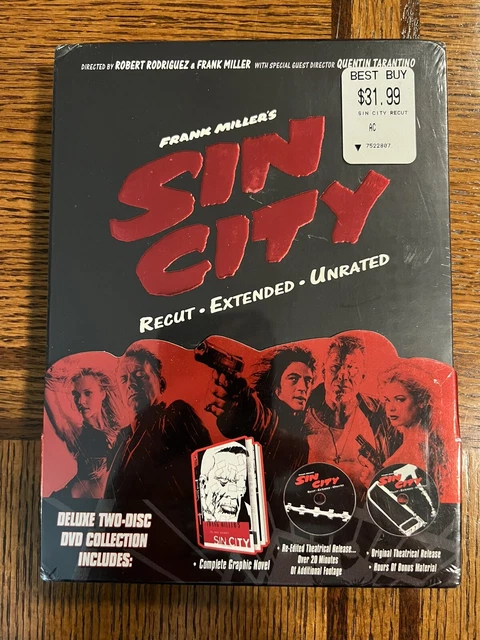 DIRECTED BY ROBERT RODRIGUEZ & FRANK MILLER WITH SPECIAL GUEST DIRECTOR QUENTIN TARANTINO
BEST BUY
$31.99
SIN CITY RECUT
AC
▼ 7522887
FRANK MILLER'S
SIN
CITY
RECUT • EXTENDED • UNRATED
DELUXE TWO-DISC
DVD COLLECTION
INCLUDES:
FRANK MILLER'S
SIN CITY
• Complete Graphic Novel
SIN
CITY
• Re-Edited Theatrical Release...
Over 20 Minutes
Of Additional Footage
SIN
CITY
• Original Theatrical Release
• Hours Of Bonus Material